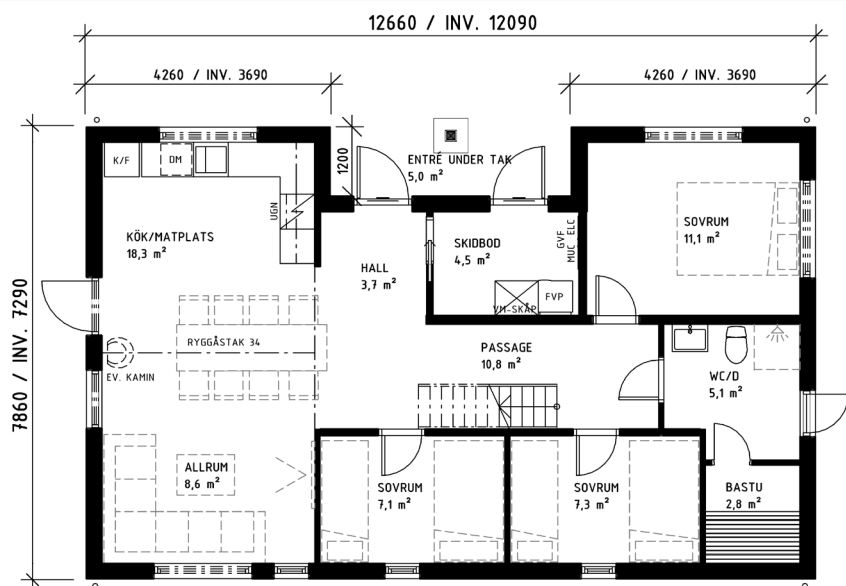 12660 / INV. 12090
4260 / INV. 3690
4260 / INV. 3690
7860 / INV. 7290
1200
K/F
DM
UGN
ENTRÉ UNDER TAK
5,0 m²
KÖK/MATPLATS
18,3 m²
HALL
3,7 m²
SKIDBOD
4,5 m²
GVF
MUC ELC
VM-SKÅP
FVP
SOVRUM
11,1 m²
RYGGÅSTAK 34
EV. KAMIN
PASSAGE
10,8 m²
WC/D
5,1 m²
ALLRUM
8,6 m²
SOVRUM
7,1 m²
SOVRUM
7,3 m²
BASTU
2,8 m²